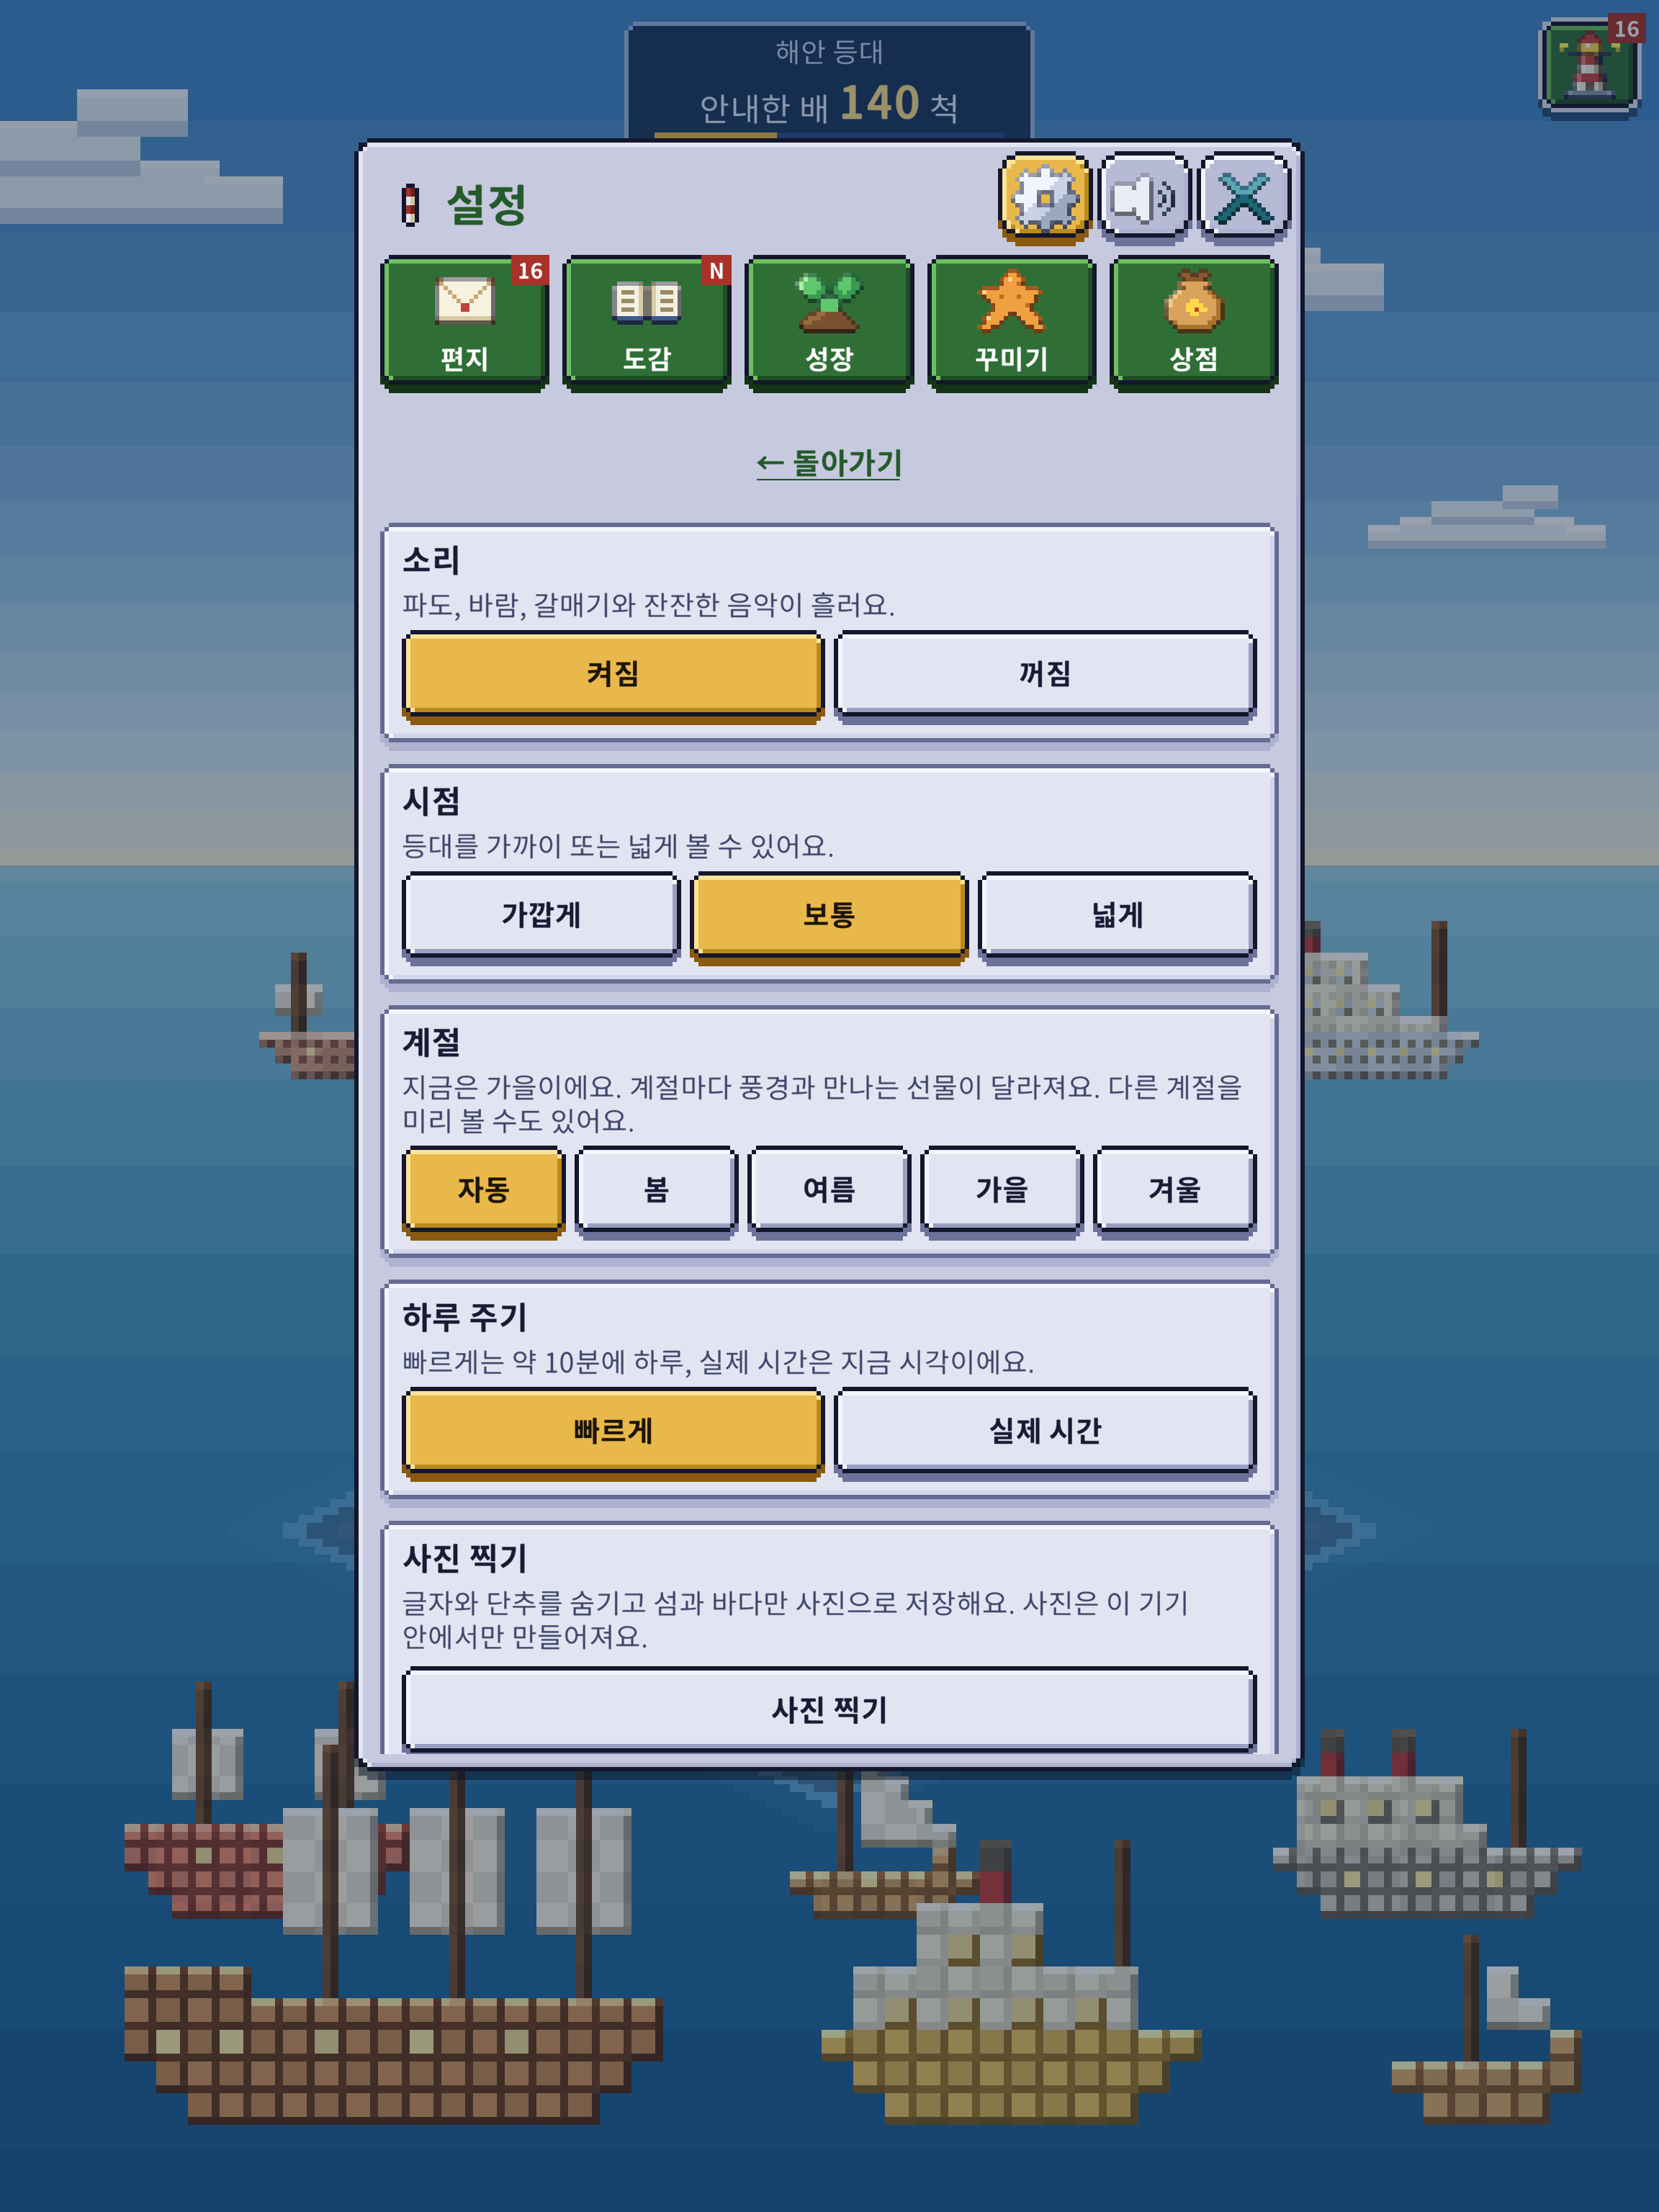 해안 등대
안내한 배 140 척
16
설정
16
편지
N
도감
성장
꾸미기
상점
← 돌아가기
소리
파도, 바람, 갈매기와 잔잔한 음악이 흘러요.
켜짐
꺼짐
시점
등대를 가까이 또는 넓게 볼 수 있어요.
가깝게
보통
넓게
계절
지금은 가을이에요. 계절마다 풍경과 만나는 선물이 달라져요. 다른 계절을
미리 볼 수도 있어요.
자동
봄
여름
가을
겨울
하루 주기
빠르게는 약 10분에 하루, 실제 시간은 지금 시각이에요.
빠르게
실제 시간
사진 찍기
글자와 단추를 숨기고 섬과 바다만 사진으로 저장해요. 사진은 이 기기
안에서만 만들어져요.
사진 찍기